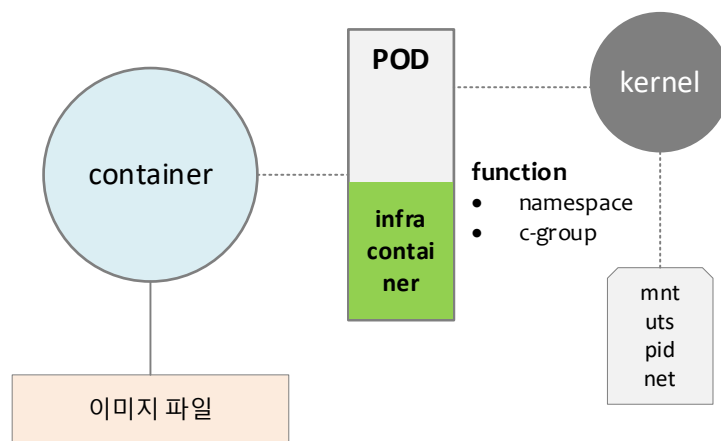 POD
kernel
container
function
• namespace
• c-group
infra
contai
ner
mnt
uts
pid
net
이미지 파일